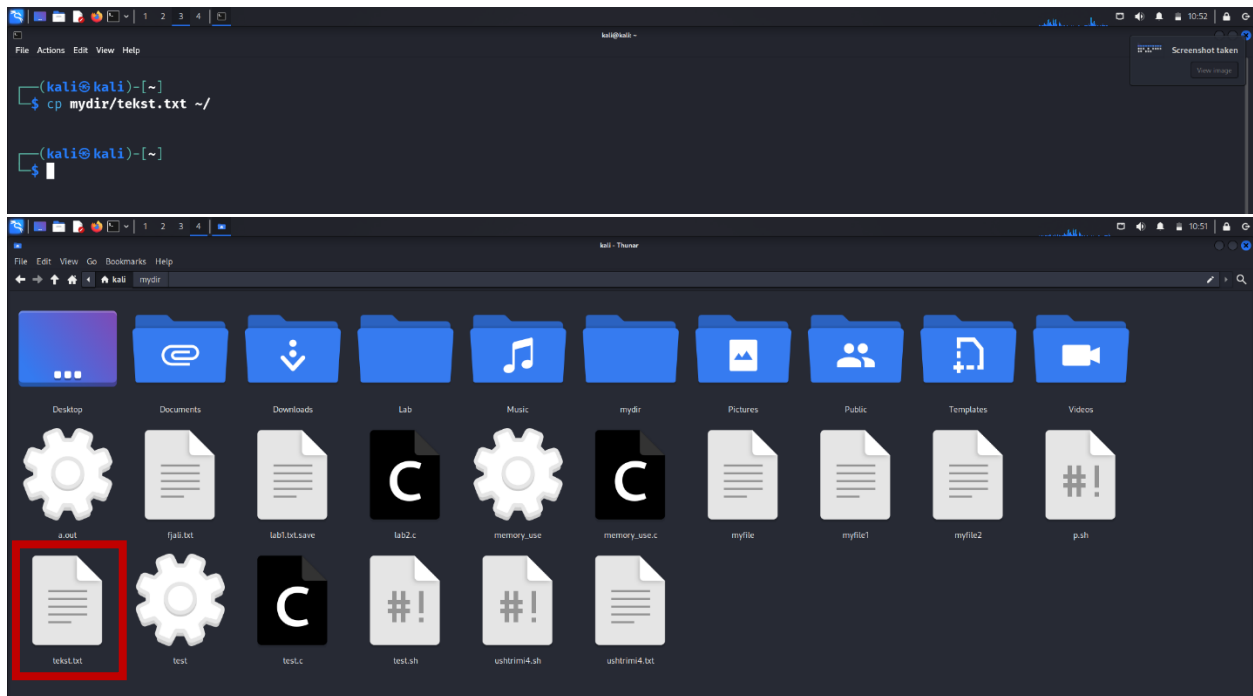 1 2 3 4 10:52
kali@kali: ~
File Actions Edit View Help
Screenshot taken
View image
(kali㉿kali)-[~]
$ cp mydir/tekst.txt ~/
(kali㉿kali)-[~]
$
1 2 3 4 10:51
kali - Thunar
File Edit View Go Bookmarks Help
kali mydir
Desktop Documents Downloads Lab Music mydir Pictures Public Templates Videos
a.out fjali.txt lab1.txt.save lab2.c memory_use memory_use.c myfile myfile1 myfile2 p.sh
tekst.txt test test.c test.sh ushtrimi4.sh ushtrimi4.txt